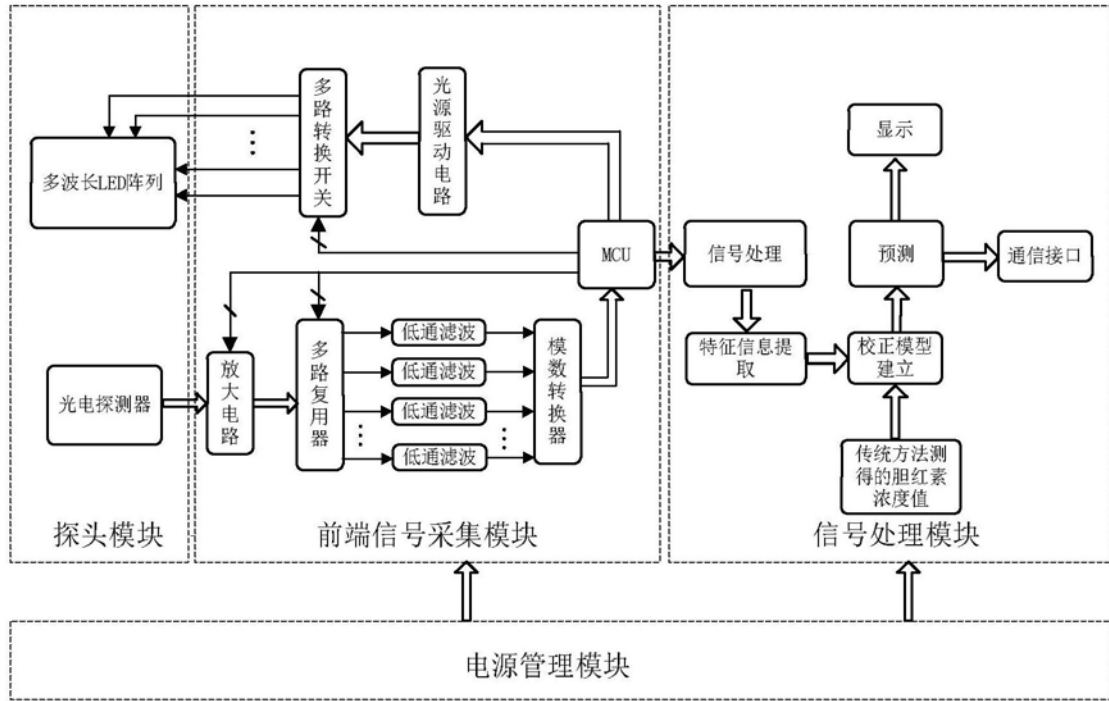 多波长LED阵列
多路转换开关
光源驱动电路
MCU
放大电路
多路复用器
低通滤波
低通滤波
低通滤波
低通滤波
模数转换器
光电探测器
探头模块
前端信号采集模块
显示
信号处理
预测
通信接口
特征信息提
取
校正模型
建立
传统方法测
得的胆红素
浓度值
信号处理模块
电源管理模块